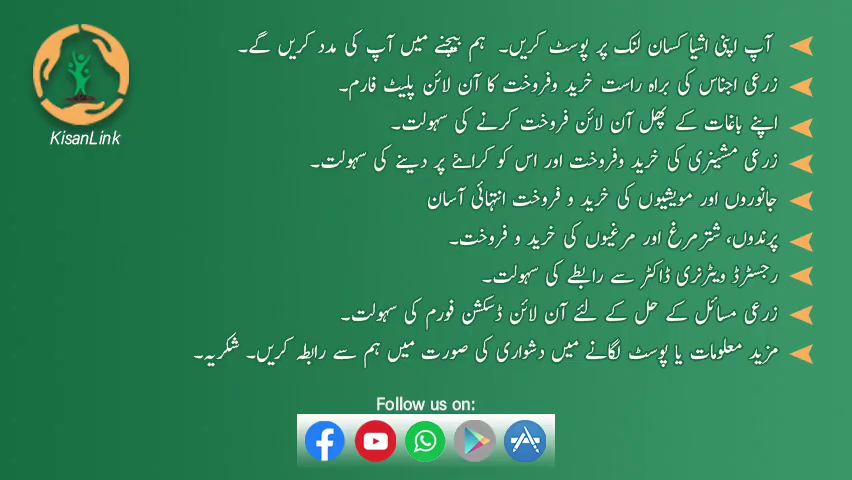 KisanLink
آپ اپنی اشیا کسان لنک پر پوسٹ کریں۔ ہم بیچنے میں آپ کی مدد کریں گے۔
زرعی اجناس کی براہ راست خرید وفروخت کا آن لائن پلیٹ فارم۔
اپنے باغات کے پھل آن لائن فروخت کرنے کی سہولت۔
زرعی مشینری کی خرید وفروخت اور اس کو کرائے پر دینے کی سہولت۔
جانوروں اور مویشیوں کی خرید و فروخت انتہائی آسان
پرندوں، شترمرغ اور مرغیوں کی خرید و فروخت۔
رجسٹرڈ ویٹرنری ڈاکٹر سے رابطے کی سہولت۔
زرعی مسائل کے حل کے لئے آن لائن ڈسکشن فورم کی سہولت۔
مزید معلومات یا پوسٹ لگانے میں دشواری کی صورت میں ہم سے رابطہ کریں۔ شکریہ۔
Follow us on: